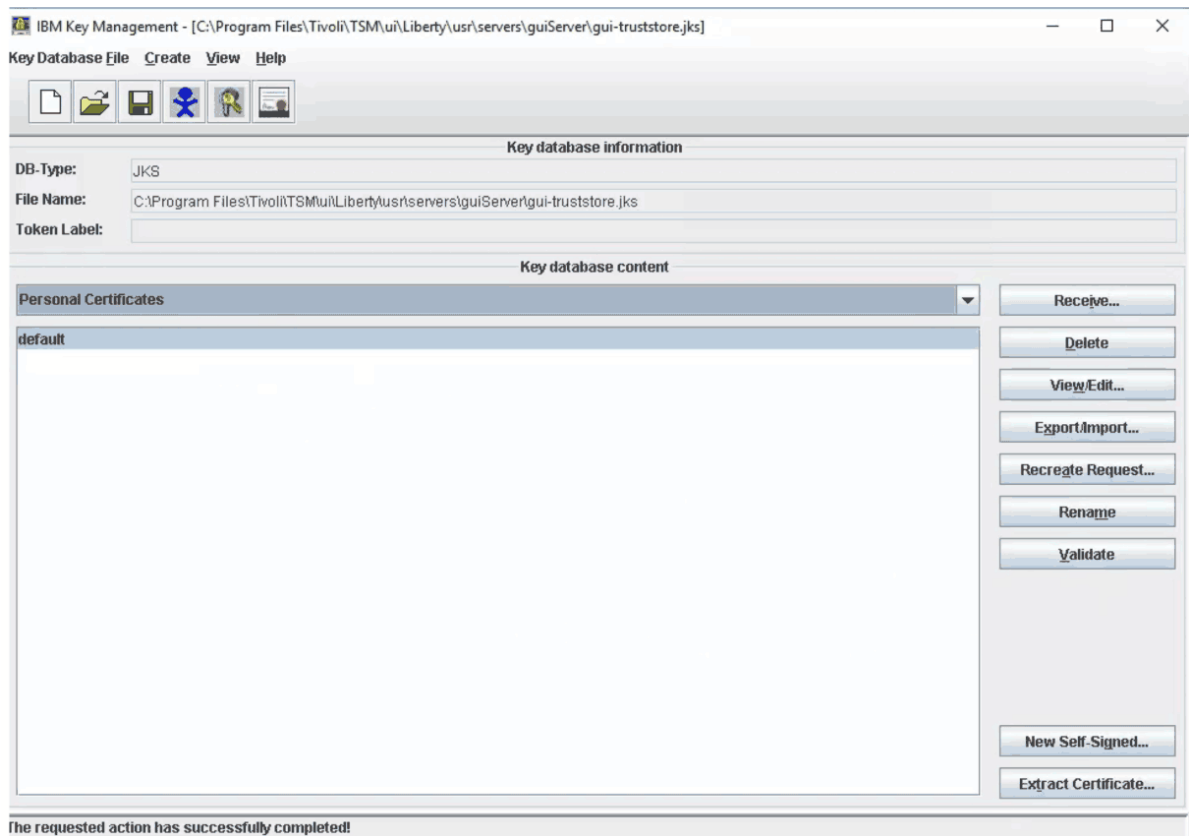 IBM Key Management - [C:\Program Files\Tivoli\TSM\ui\Liberty\usr\servers\guiServer\gui-truststore.jks]
Key Database File Create View Help
Key database information
DB-Type: JKS
File Name: C:\Program Files\Tivoli\TSM\ui\Liberty\usr\servers\guiServer\gui-truststore.jks
Token Label:
Key database content
Personal Certificates
Receive...
default
Delete
View/Edit...
Export/Import...
Recreate Request...
Rename
Validate
New Self-Signed...
Extract Certificate...
The requested action has successfully completed!